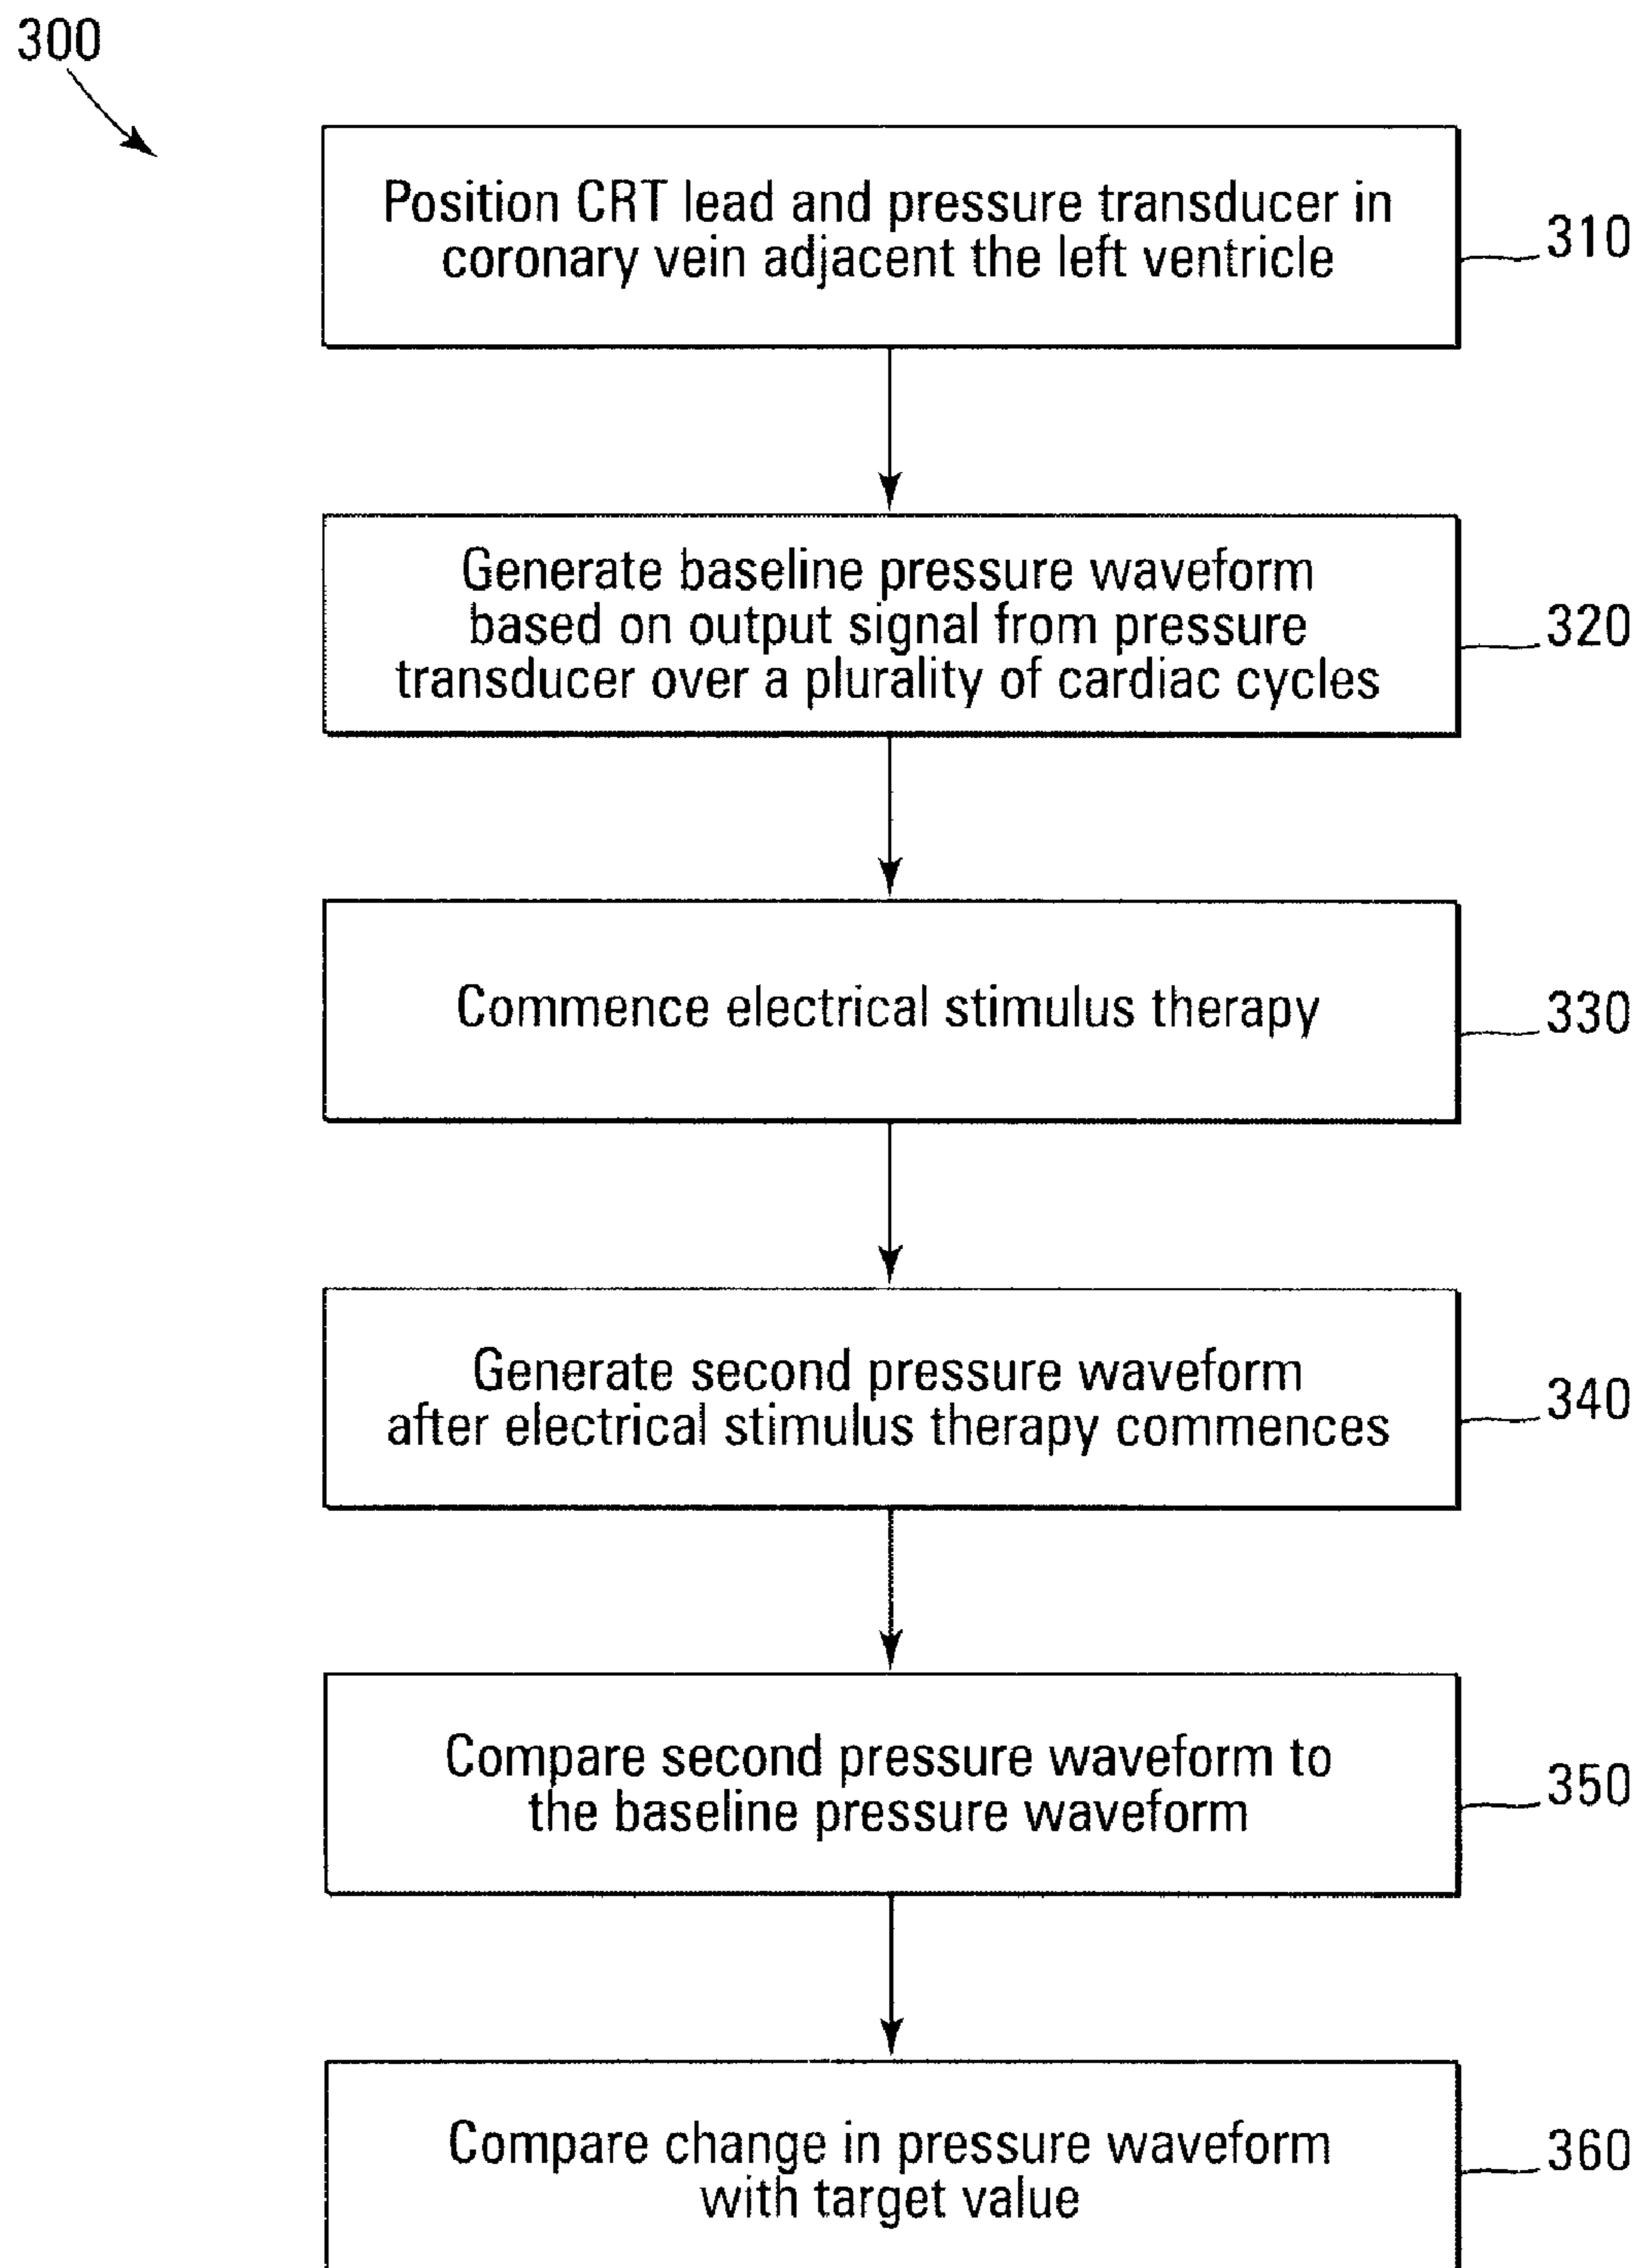 300
Position CRT lead and pressure transducer in
coronary vein adjacent the left ventricle
310
Generate baseline pressure waveform
based on output signal from pressure
transducer over a plurality of cardiac cycles
320
Commence electrical stimulus therapy
330
Generate second pressure waveform
after electrical stimulus therapy commences
340
Compare second pressure waveform to
the baseline pressure waveform
350
Compare change in pressure waveform
with target value
360